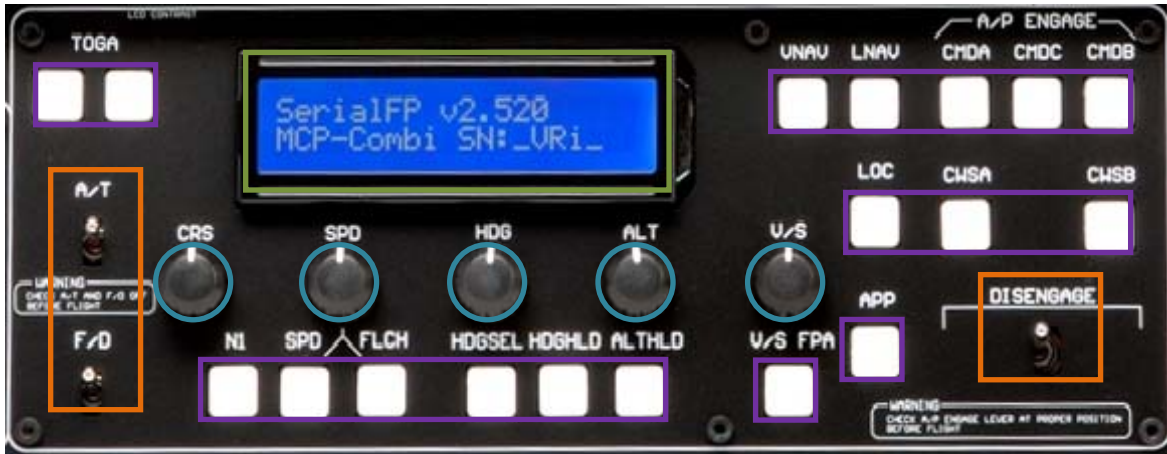 LCD CONTRAST
TOGA
A/P ENGAGE
VNAV LNAV CMDA CMDC CMDB
SerialFP v2.520
MCP-Combi SN:_VRi_
A/T
LOC CWSA CWSB
CRS SPD HDG ALT V/S
WARNING
CHECK A/T AND F/D OFF
BEFORE FLIGHT
APP DISENGAGE
F/D
N1 SPD FLCH HDGSEL HDGHLD ALTHLD V/S FPA
WARNING
CHECK A/P ENGAGE LEVER AT PROPER POSITION
BEFORE FLIGHT